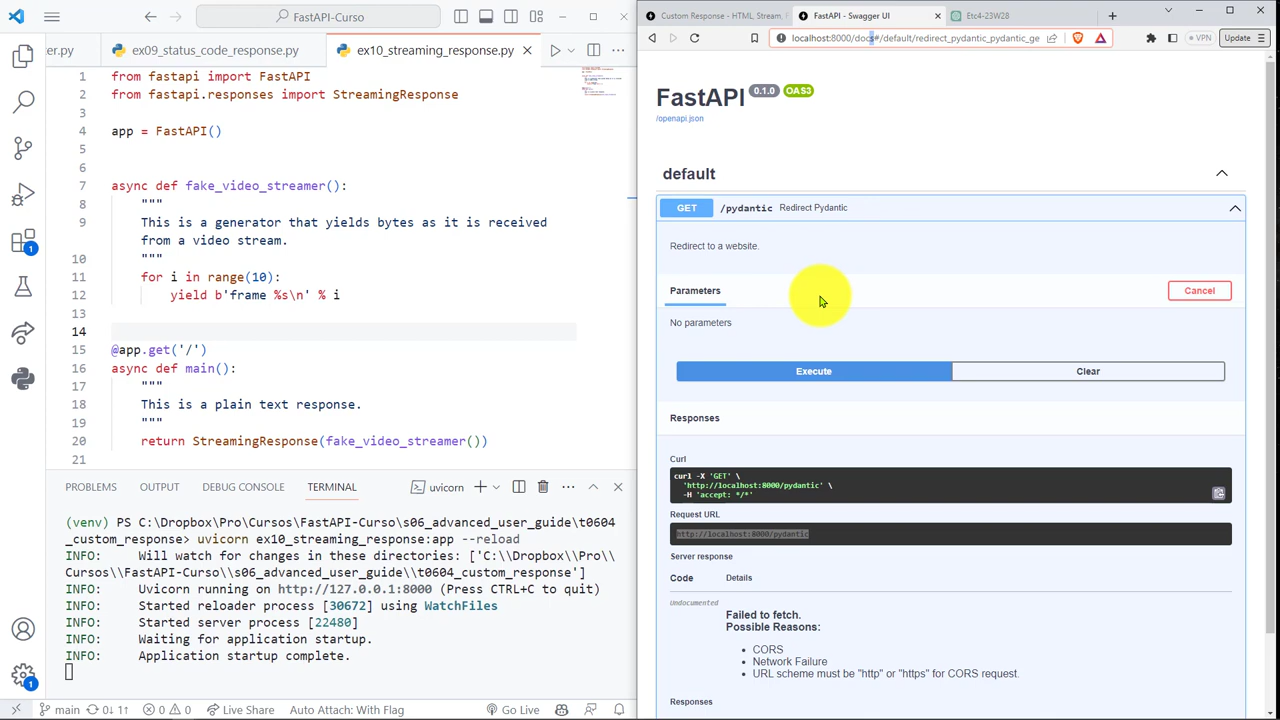 FastAPI-Curso
Custom Response - HTML, Stream,
FastAPI - Swagger UI
Etc4-23W28
localhost:8000/docs#/default/redirect_pydantic_pydantic_ge
VPN
Update
er.py
ex09_status_code_response.py
ex10_streaming_response.py
1 from fastapi import FastAPI
2 from fastapi.responses import StreamingResponse
3
4 app = FastAPI()
5
6
7 async def fake_video_streamer():
8 """
9 This is a generator that yields bytes as it is received
from a video stream.
10 """
11 for i in range(10):
12 yield b'frame %s\n' % i
13
14
15 @app.get('/')
16 async def main():
17 """
18 This is a plain text response.
19 """
20 return StreamingResponse(fake_video_streamer())
21
PROBLEMS OUTPUT DEBUG CONSOLE TERMINAL
uvicorn
(venv) PS C:\Dropbox\Pro\Cursos\FastAPI-Curso\s06_advanced_user_guide\t0604
_custom_response> uvicorn ex10_streaming_response:app --reload
INFO: Will watch for changes in these directories: ['C:\\Dropbox\\Pro\\
Cursos\\FastAPI-Curso\\s06_advanced_user_guide\\t0604_custom_response']
INFO: Uvicorn running on http://127.0.0.1:8000 (Press CTRL+C to quit)
INFO: Started reloader process [30672] using WatchFiles
INFO: Started server process [22480]
INFO: Waiting for application startup.
INFO: Application startup complete.
1
1
main 0↓ 1↑ 0 0 Live Share Auto Attach: With Flag Go Live
FastAPI 0.1.0 OAS3
/openapi.json
default
GET /pydantic Redirect Pydantic
Redirect to a website.
Parameters
Cancel
No parameters
Execute
Clear
Responses
Curl
curl -X 'GET' \
'http://localhost:8000/pydantic' \
-H 'accept: */*'
Request URL
http://localhost:8000/pydantic
Server response
Code Details
Undocumented
Failed to fetch.
Possible Reasons:
• CORS
• Network Failure
• URL scheme must be "http" or "https" for CORS request.
Responses